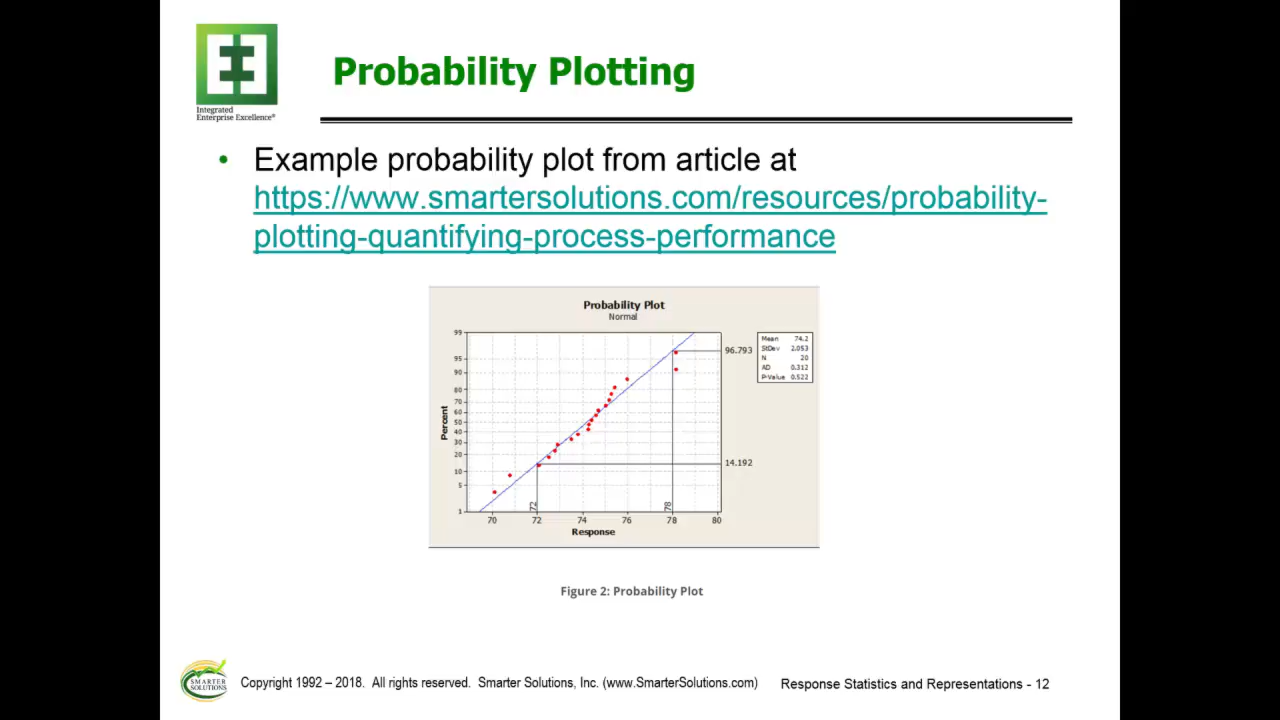 Integrated
Enterprise Excellence®
Probability Plotting
• Example probability plot from article at
https://www.smartersolutions.com/resources/probability-
plotting-quantifying-process-performance
Probability Plot
Normal
99
95
90
80
70
60
50
40
30
20
10
5
1
Percent
96.793
14.192
72
78
70 72 74 76 78 80
Response
Mean 74.2
StDev 2.053
N 20
AD 0.312
P-Value 0.522
Figure 2: Probability Plot
SMARTER
SOLUTIONS
Copyright 1992 – 2018. All rights reserved. Smarter Solutions, Inc. (www.SmarterSolutions.com)
Response Statistics and Representations - 12